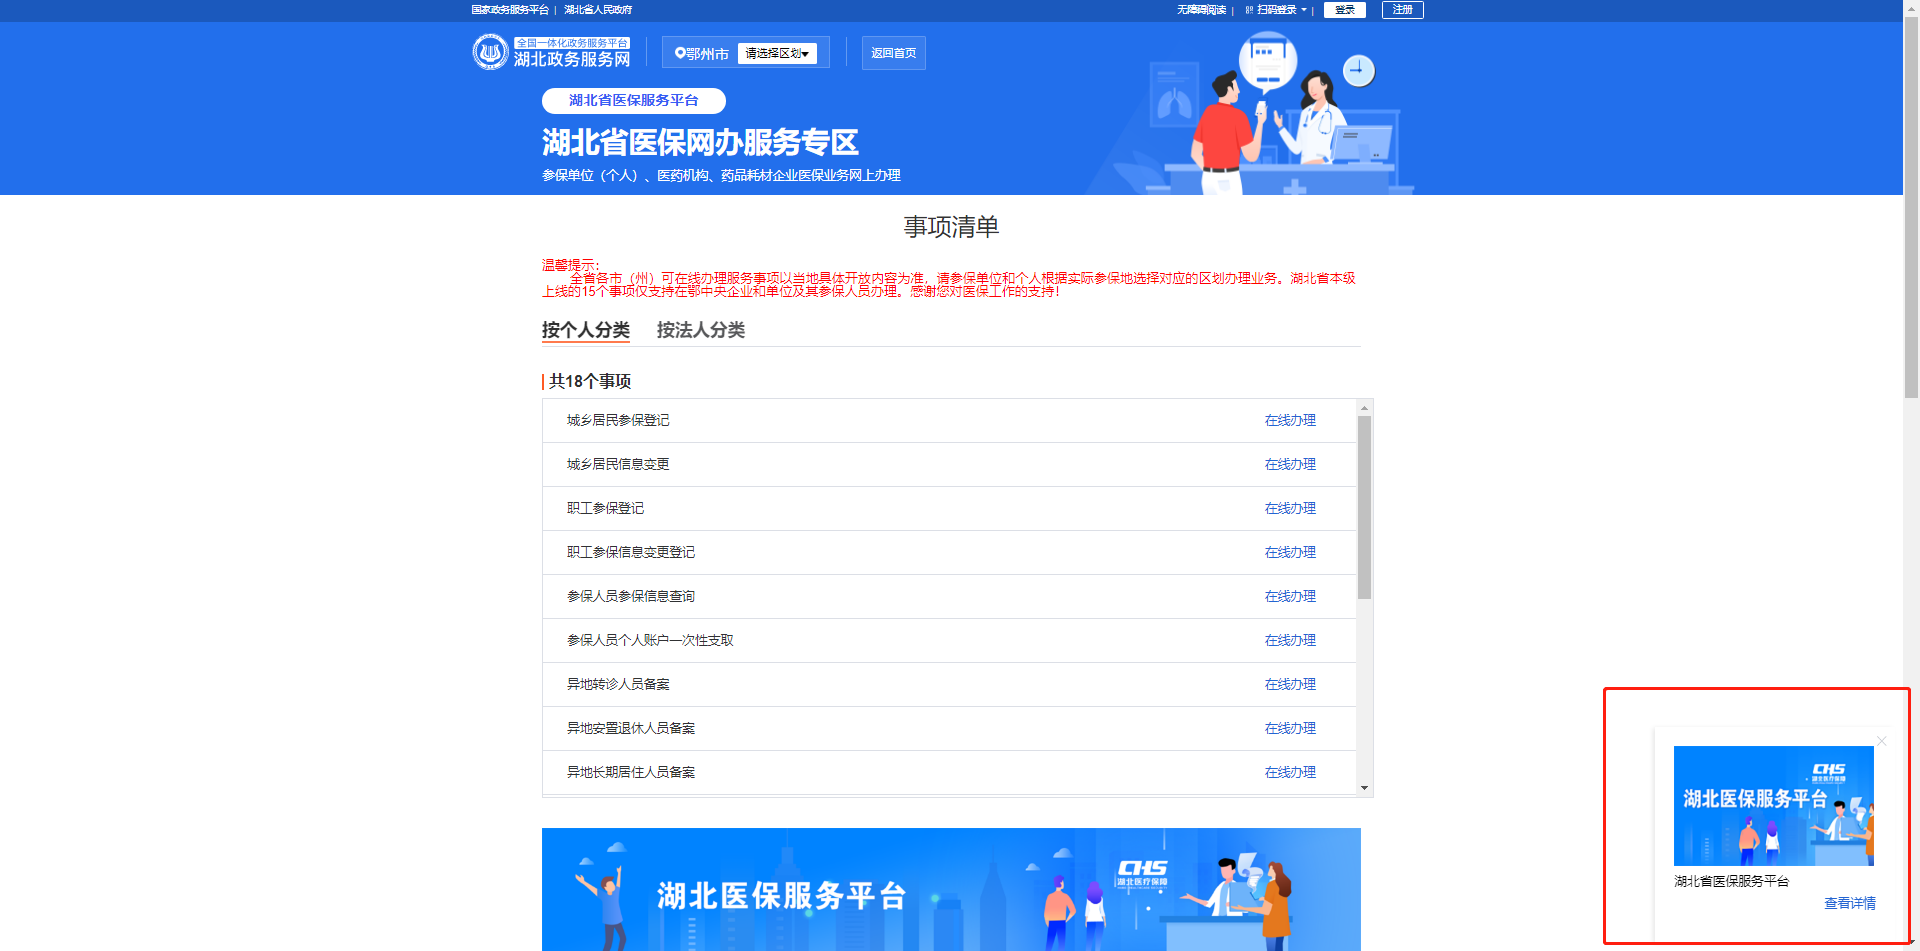 国家政务服务平台 | 湖北省人民政府
无障碍阅读 | 扫码登录 | 登录 注册
全国一体化政务服务平台
湖北政务服务网
鄂州市 请选择区划
返回首页
湖北省医保服务平台
湖北省医保网办服务专区
参保单位（个人）、医药机构、药品耗材企业医保业务网上办理
事项清单
温馨提示：
全省各市（州）可在线办理服务事项以当地具体开放内容为准，请参保单位和个人根据实际参保地选择对应的区划办理业务。湖北省本级
上线的15个事项仅支持在鄂中央企业和单位及其参保人员办理。感谢您对医保工作的支持！
按个人分类 按法人分类
共18个事项
城乡居民参保登记 在线办理
城乡居民信息变更 在线办理
职工参保登记 在线办理
职工参保信息变更登记 在线办理
参保人员参保信息查询 在线办理
参保人员个人账户一次性支取 在线办理
异地转诊人员备案 在线办理
异地安置退休人员备案 在线办理
异地长期居住人员备案 在线办理
湖北医保服务平台
CHS
湖北医疗保障
CHS
湖北医疗保障
湖北医保服务平台
湖北省医保服务平台
查看详情